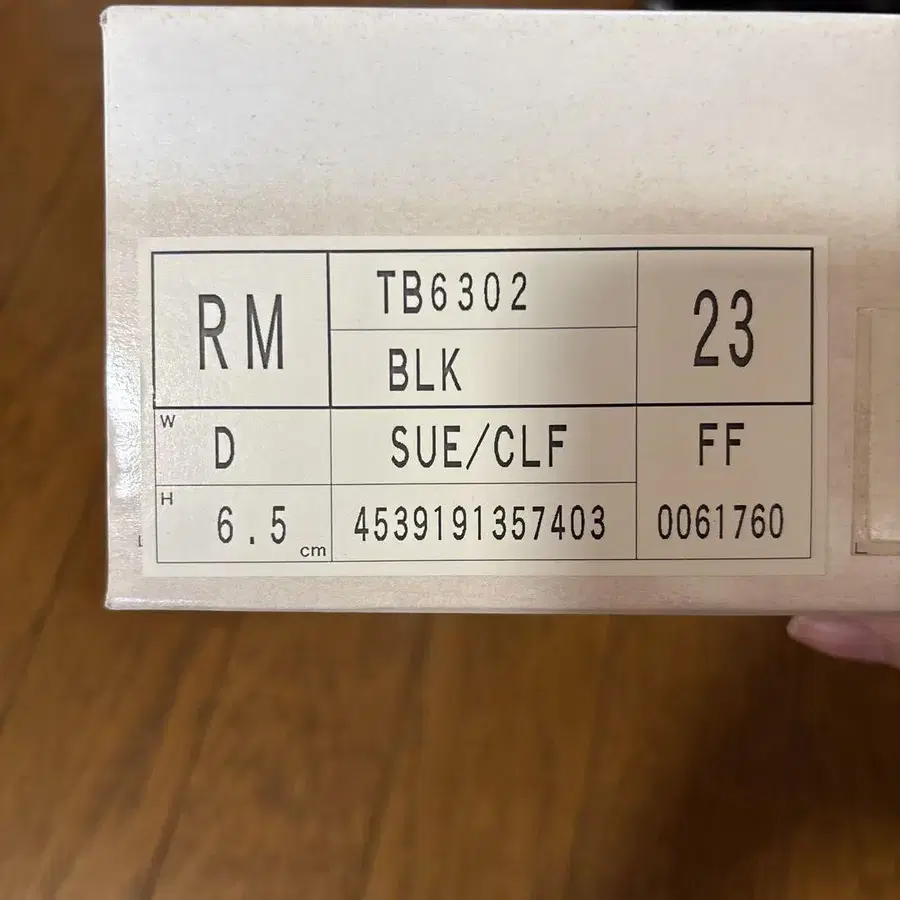 RM
TB6302
BLK
23
W
D
SUE/CLF
FF
H
6.5
cm
4539191357403
0061760